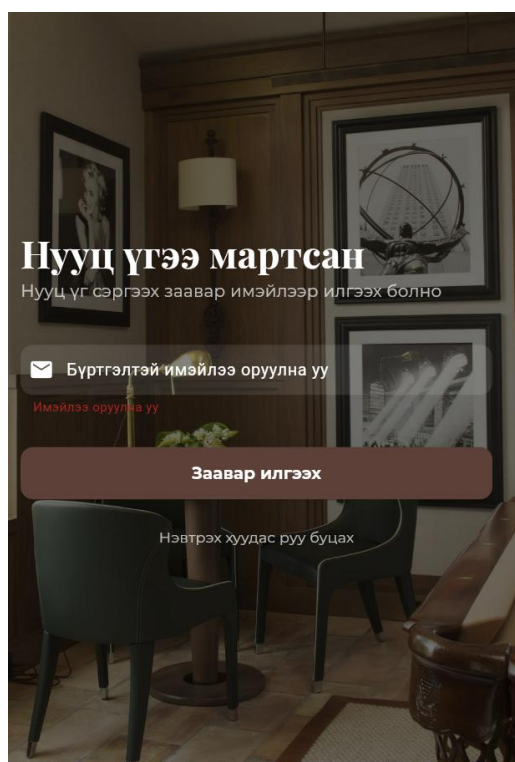 Нууц үгээ мартсан
Нууц үг сэргээх заавар имэйлээр илгээх болно
Бүртгэлтэй имэйлээ оруулна уу
Имэйлээ оруулна уу
Заавар илгээх
Нэвтрэх хуудас руу буцах